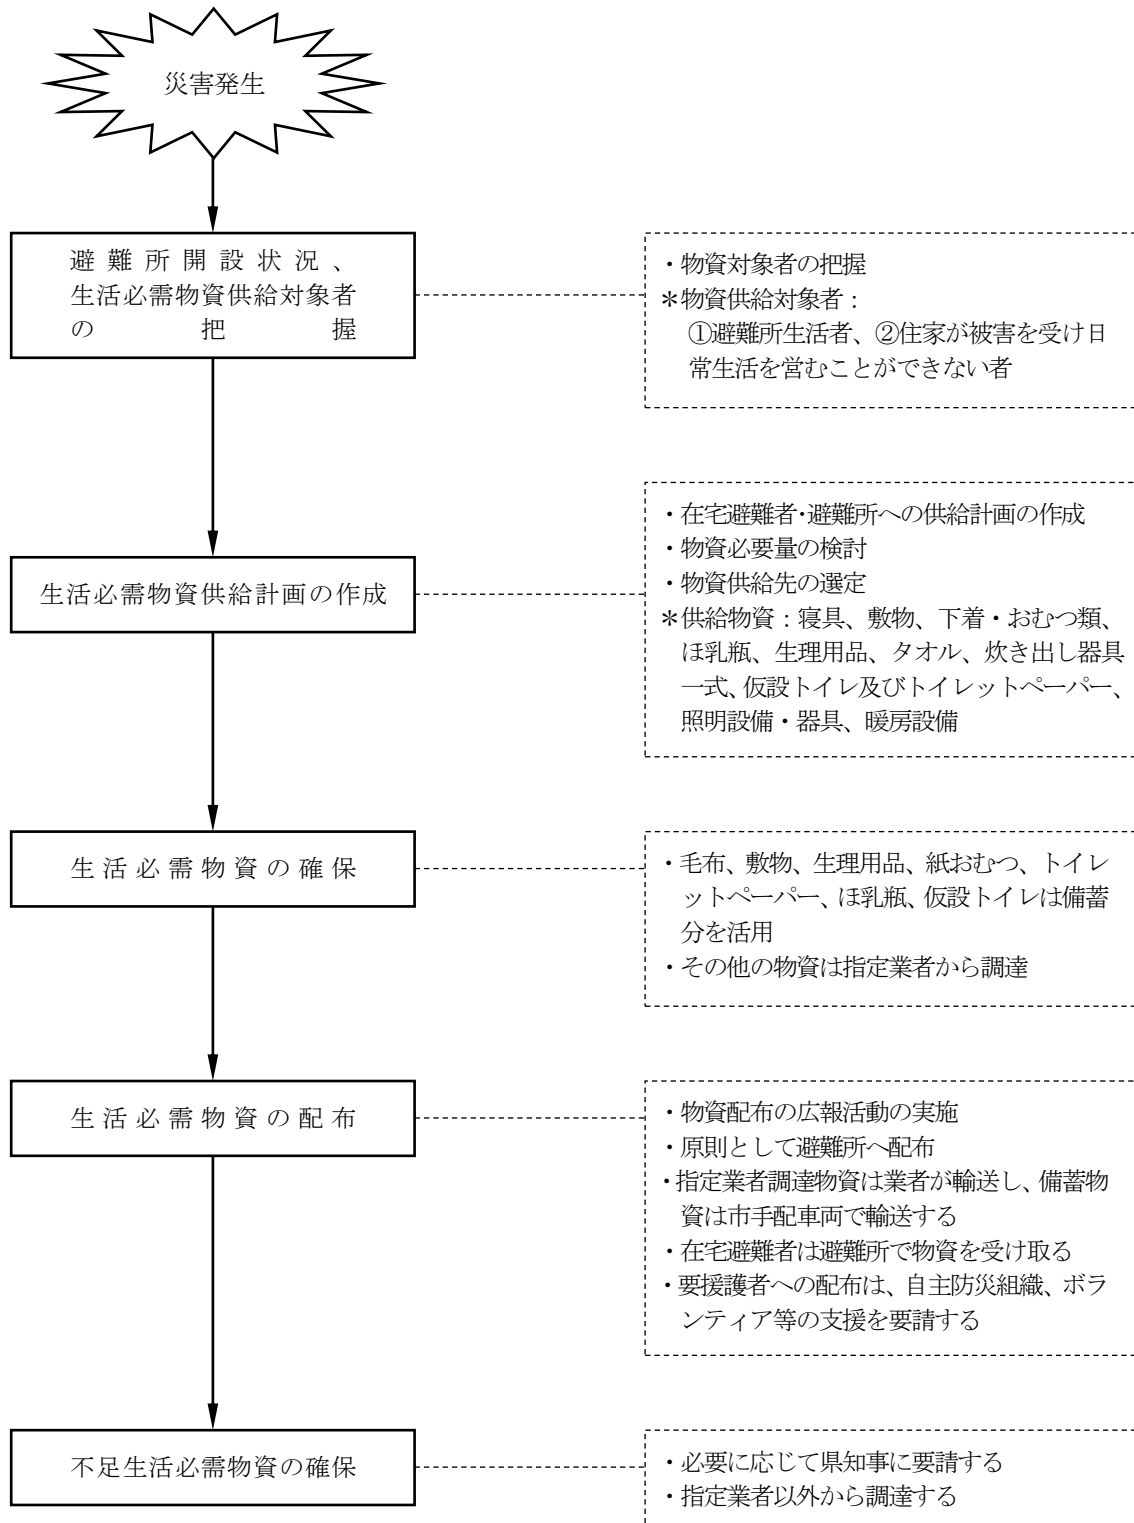 災害発生
避難所開設状況、
生活必需物資供給対象者
の把握
・物資対象者の把握
＊物資供給対象者：
①避難所生活者、②住家が被害を受け日
常生活を営むことができない者
生活必需物資供給計画の作成
・在宅避難者・避難所への供給計画の作成
・物資必要量の検討
・物資供給先の選定
＊供給物資：寝具、敷物、下着・おむつ類、
ほ乳瓶、生理用品、タオル、炊き出し器具
一式、仮設トイレ及びトイレットペーパー、
照明設備・器具、暖房設備
生活必需物資の確保
・毛布、敷物、生理用品、紙おむつ、トイレ
ットペーパー、ほ乳瓶、仮設トイレは備蓄
分を活用
・その他の物資は指定業者から調達
生活必需物資の配布
・物資配布の広報活動の実施
・原則として避難所へ配布
・指定業者調達物資は業者が輸送し、備蓄物
資は市手配車両で輸送する
・在宅避難者は避難所で物資を受け取る
・要援護者への配布は、自主防災組織、ボラ
ンティア等の支援を要請する
不足生活必需物資の確保
・必要に応じて県知事に要請する
・指定業者以外から調達する